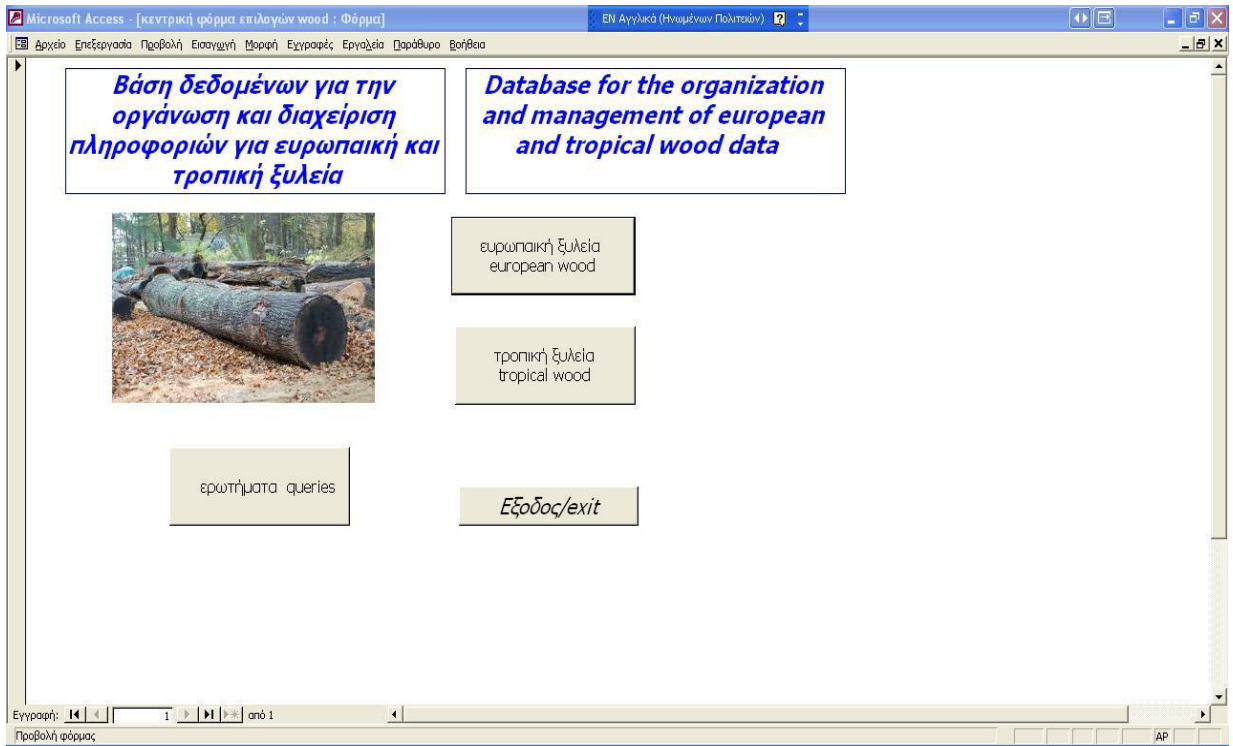 Microsoft Access - [κεντρική φόρμα επιλογών wood : Φόρμα]
EN Αγγλικά (Ηνωμένων Πολιτειών)
Αρχείο Επεξεργασία Προβολή Εισαγωγή Μορφή Εγγραφές Εργαλεία Παράθυρο Βοήθεια
Βάση δεδομένων για την
οργάνωση και διαχείριση
πληροφοριών για ευρωπαική και
τροπική ξυλεία
Database for the organization
and management of european
and tropical wood data
ευρωπαική ξυλεία
european wood
τροπική ξυλεία
tropical wood
ερωτήματα queries
Εξοδος/exit
Εγγραφή: 1 από 1
Προβολή φόρμας
ΑΡ